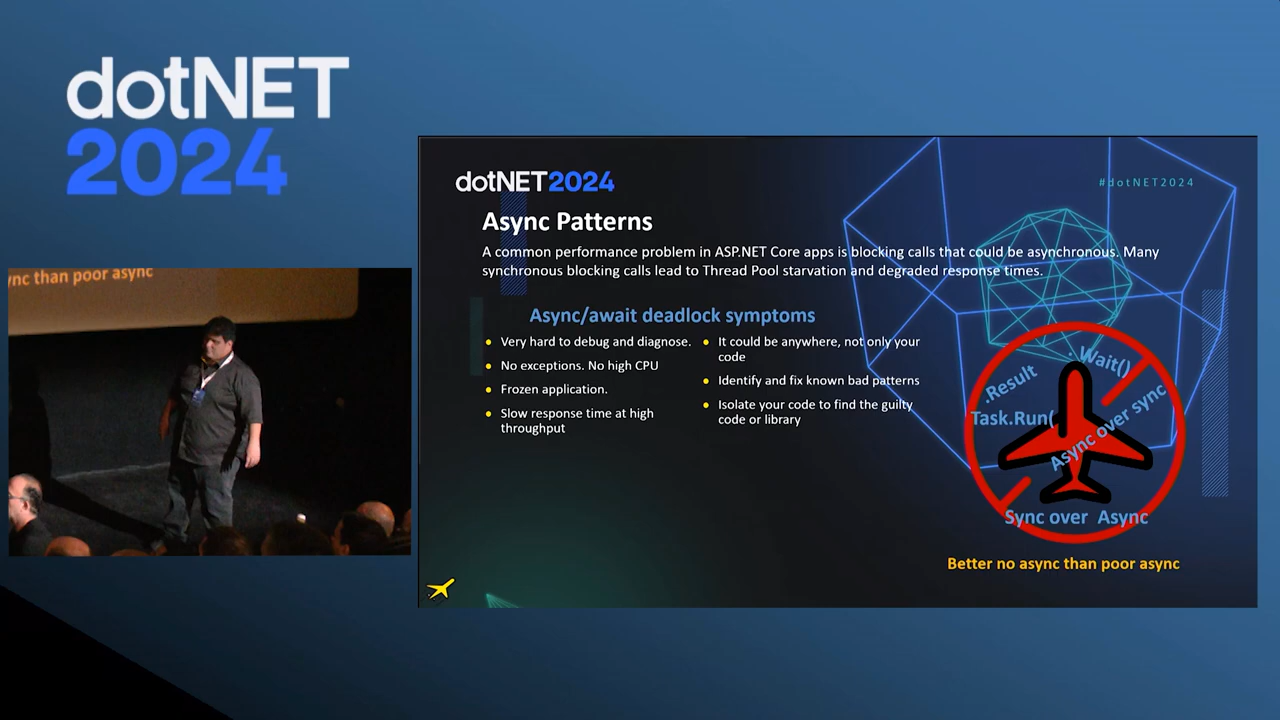 dotNET
2024
ync than poor async
dotNET2024
#dotNET2024
Async Patterns
A common performance problem in ASP.NET Core apps is blocking calls that could be asynchronous. Many
synchronous blocking calls lead to Thread Pool starvation and degraded response times.
Async/await deadlock symptoms
Very hard to debug and diagnose.
No exceptions. No high CPU
Frozen application.
Slow response time at high
throughput
It could be anywhere, not only your
code
Identify and fix known bad patterns
Isolate your code to find the guilty
code or library
.Result
. Wait()
Task.Run(
Async over sync
Sync over Async
Better no async than poor async